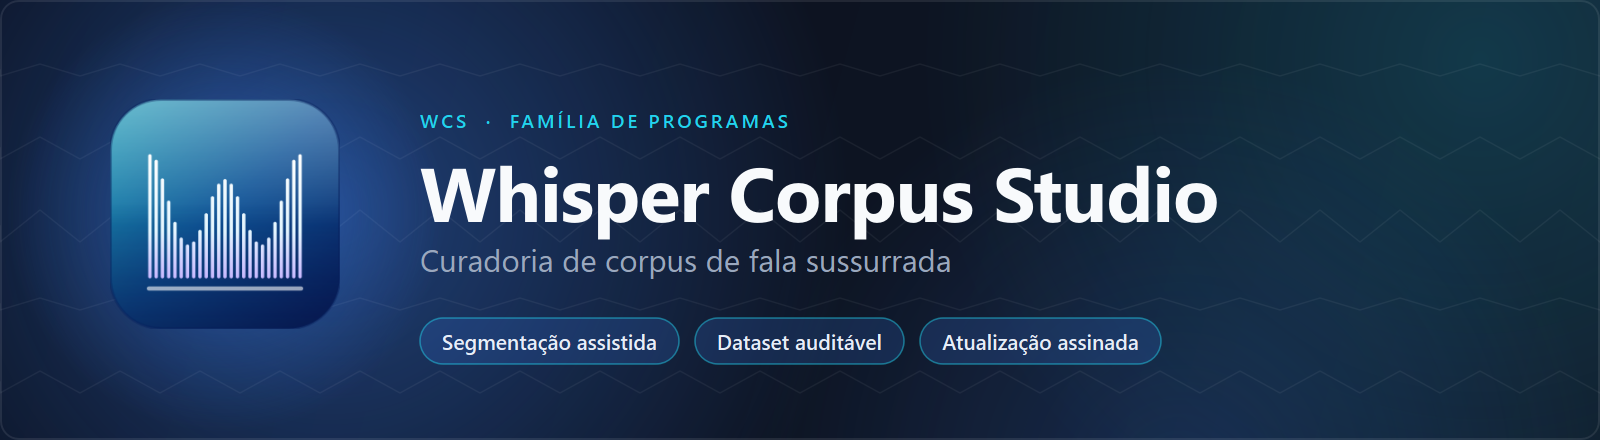 WCS · FAMÍLIA DE PROGRAMAS
Whisper Corpus Studio
Curadoria de corpus de fala sussurrada
Segmentação assistida
Dataset auditável
Atualização assinada